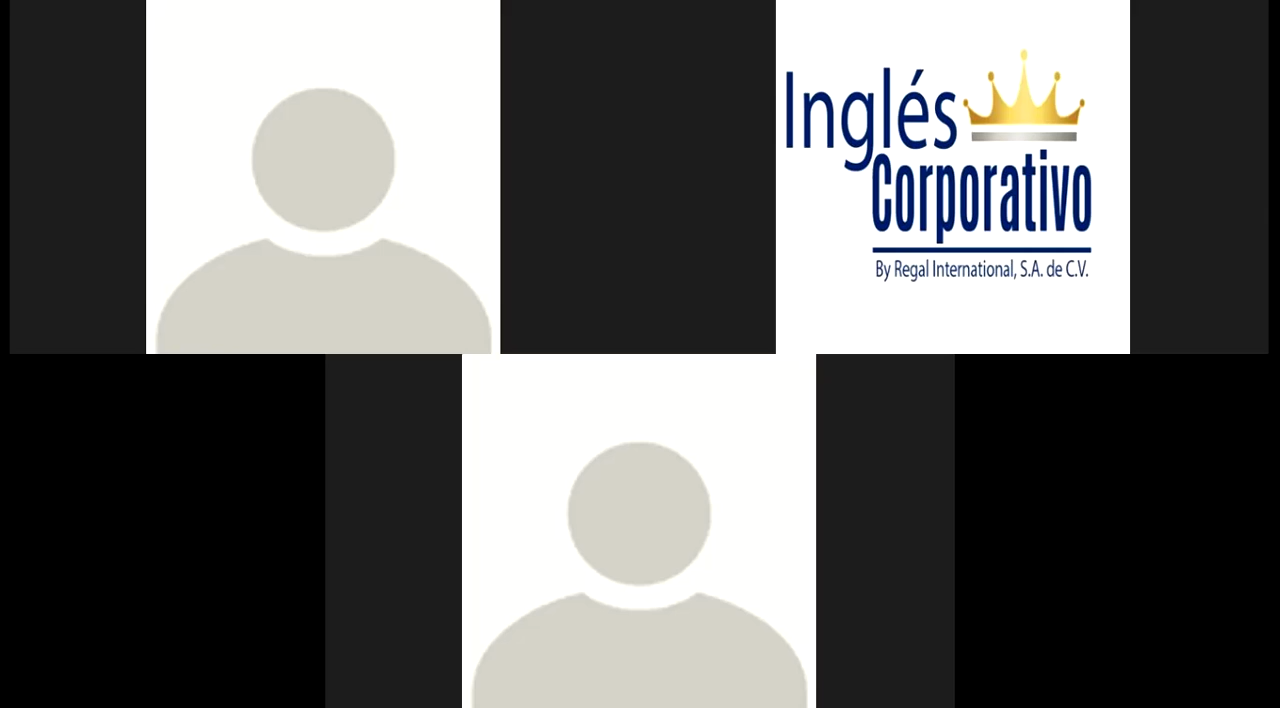 Inglés
Corporativo
By Regal International, S.A. de C.V.